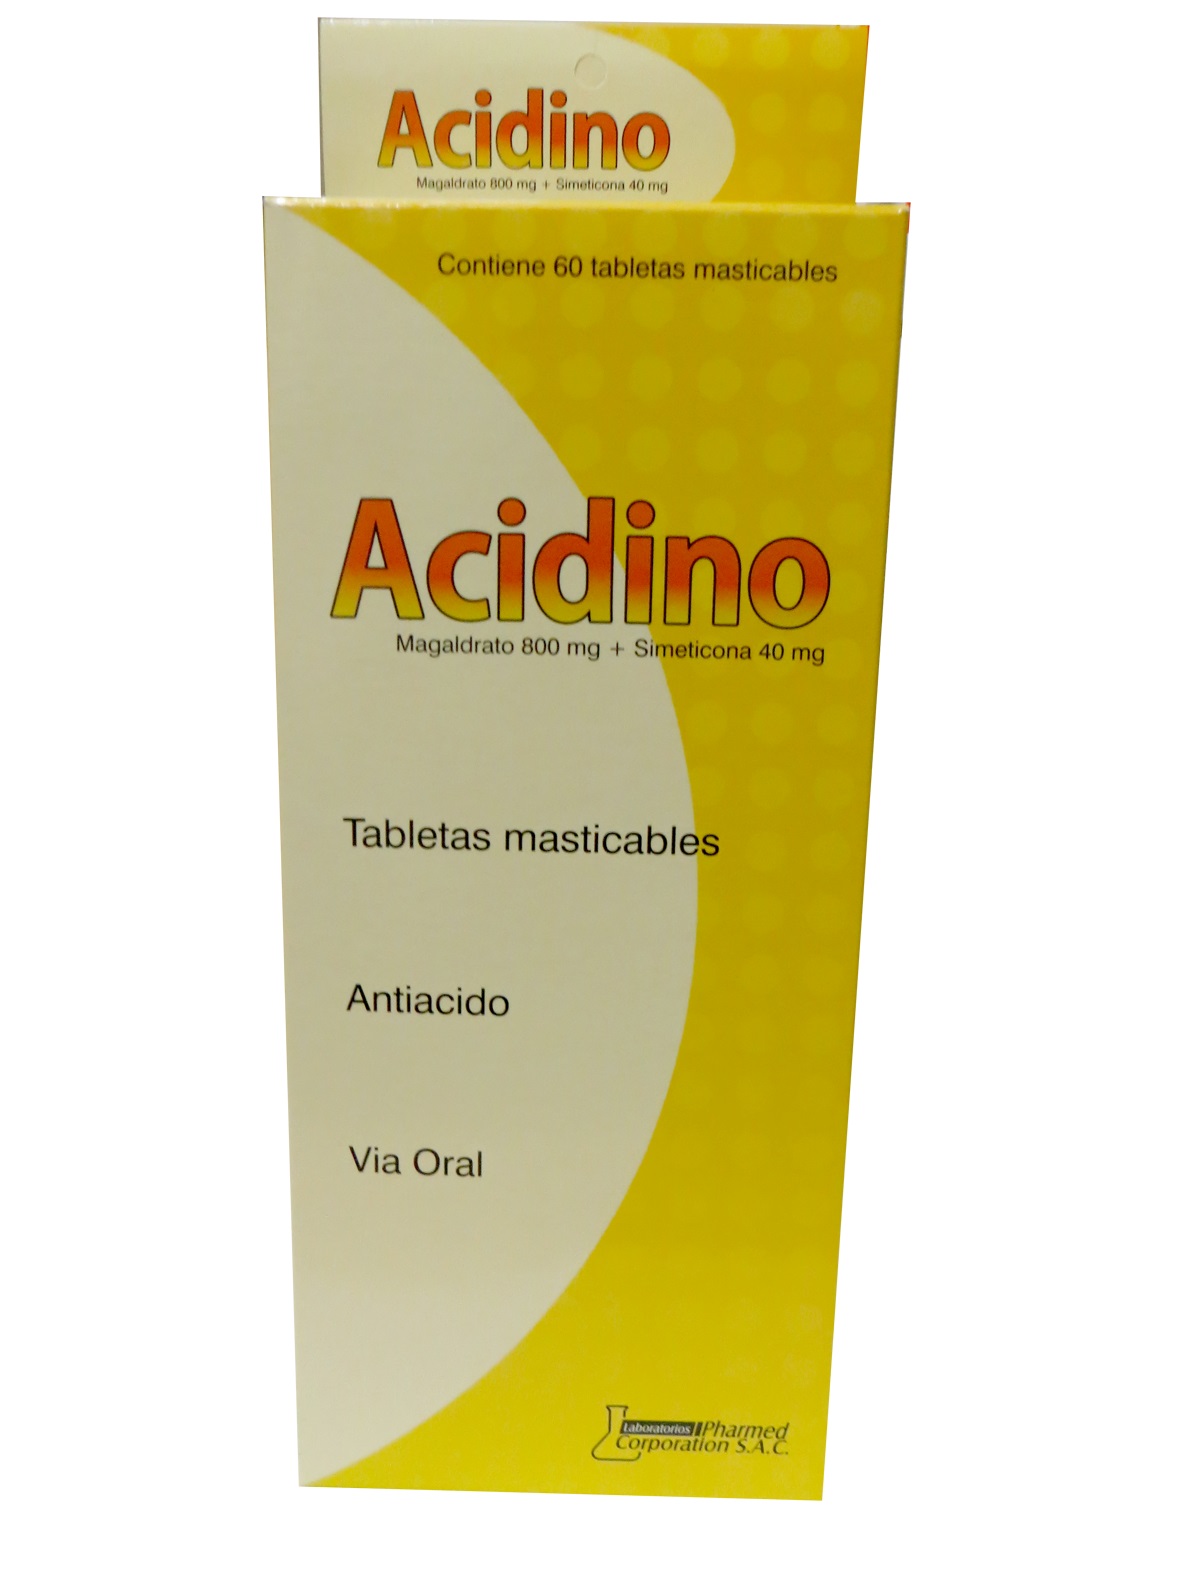 Acidino
Magaldrato 800 mg + Simeticona 40 mg
Contiene 60 tabletas masticables
Acidino
Magaldrato 800 mg + Simeticona 40 mg
Tabletas masticables
Antiacido
Via Oral
Laboratorios Pharmed
Corporation S.A.C.